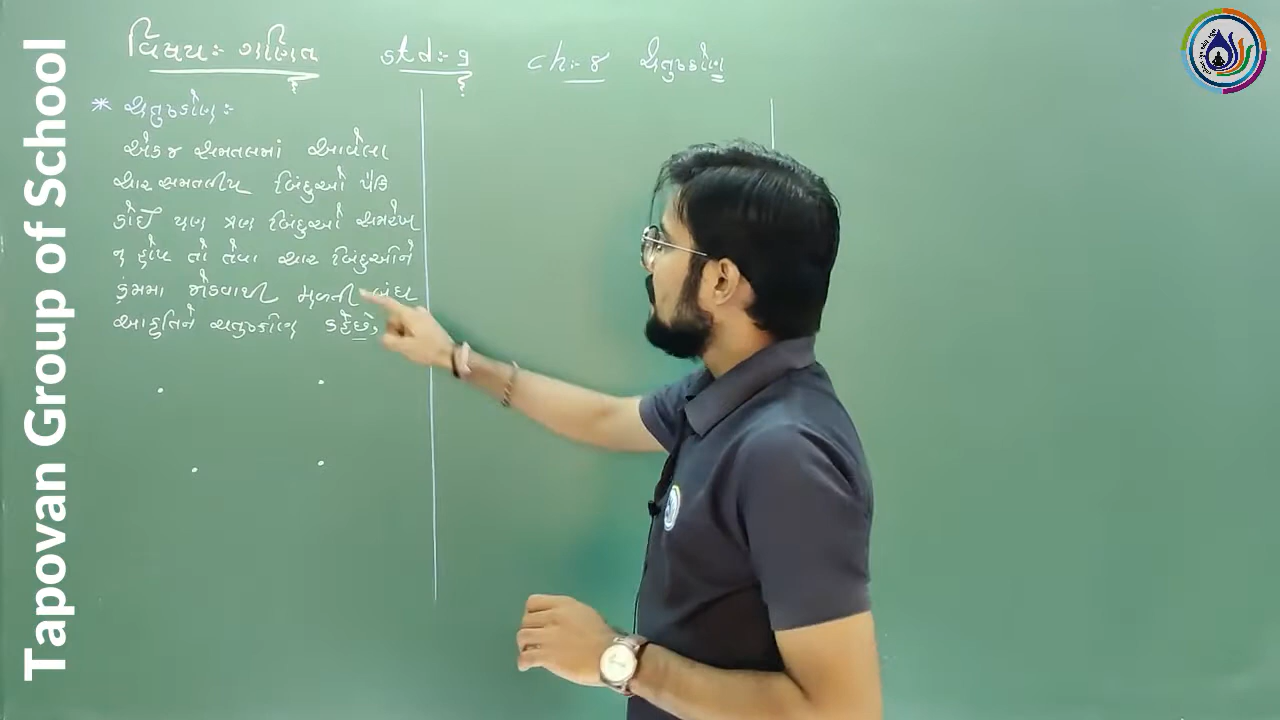 Tapovan Group of School
વિષય:- ગણિત std:- 9 ch:- 8 ચતુષ્કોણ
* ચતુષ્કોણ :-
એક જ સમતલમાં આવેલા
ચાર સમતલીય બિંદુઓ પૈકિ
કોઈ પણ ત્રણ બિંદુઓ સમરેખ
ન હોય તો તેવા ચાર બિંદુઓને
ક્રમમા જોડવાથી મળતી બંધ
આકૃતિને ચતુષ્કોણ કહે છે,